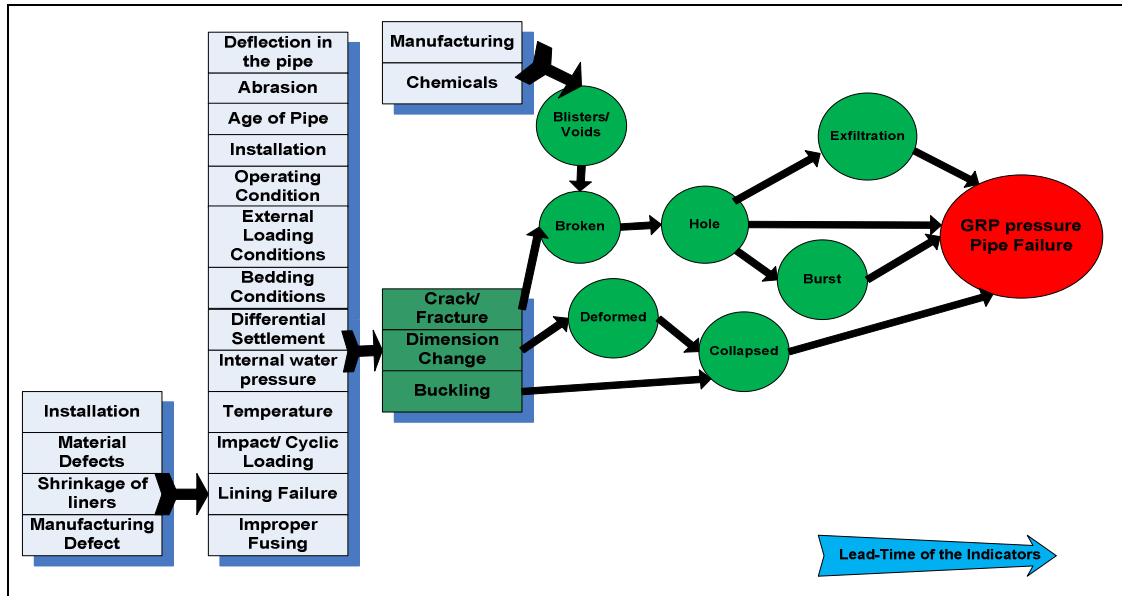 Installation
Material
Defects
Shrinkage of
liners
Manufacturing
Defect
Deflection in
the pipe
Abrasion
Age of Pipe
Installation
Operating
Condition
External
Loading
Conditions
Bedding
Conditions
Differential
Settlement
Internal water
pressure
Temperature
Impact/ Cyclic
Loading
Lining Failure
Improper
Fusing
Manufacturing
Chemicals
Crack/
Fracture
Dimension
Change
Buckling
Blisters/
Voids
Broken
Deformed
Hole
Collapsed
Exfiltration
Burst
GRP pressure
Pipe Failure
Lead-Time of the Indicators